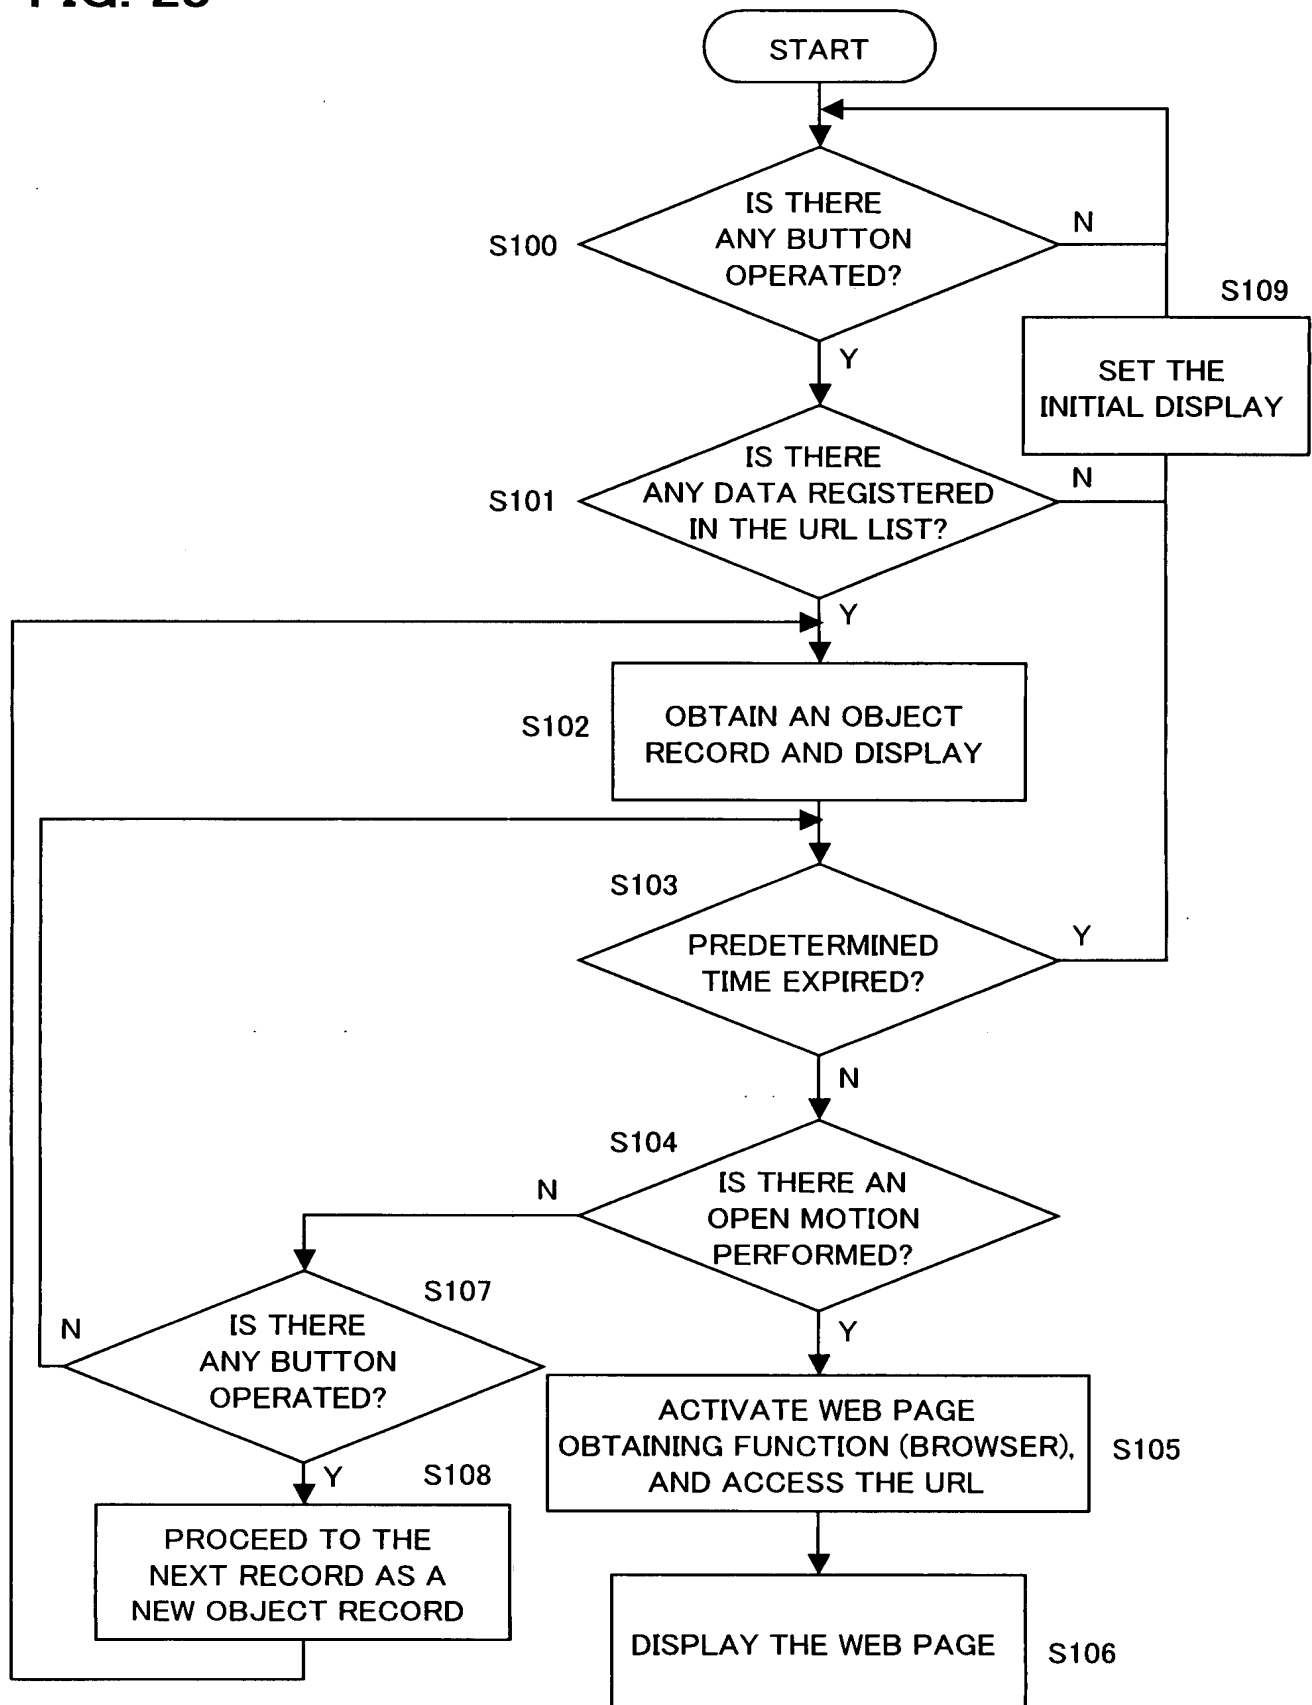 START
IS THERE
ANY BUTTON
OPERATED?
N
S100
S109
Y
SET THE
INITIAL DISPLAY
IS THERE
ANY DATA REGISTERED
IN THE URL LIST?
N
S101
Y
OBTAIN AN OBJECT
RECORD AND DISPLAY
S102
S103
PREDETERMINED
TIME EXPIRED?
Y
N
S104
IS THERE AN
OPEN MOTION
PERFORMED?
N
S107
IS THERE
ANY BUTTON
OPERATED?
N
Y
Y
S108
ACTIVATE WEB PAGE
OBTAINING FUNCTION (BROWSER),
AND ACCESS THE URL
S105
PROCEED TO THE
NEXT RECORD AS A
NEW OBJECT RECORD
DISPLAY THE WEB PAGE
S106